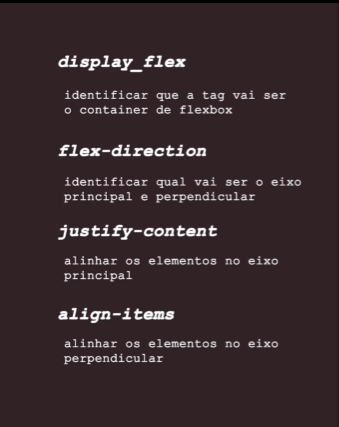 display_flex
identificar que a tag vai ser
o container de flexbox
flex-direction
identificar qual vai ser o eixo
principal e perpendicular
justify-content
alinhar os elementos no eixo
principal
align-items
alinhar os elementos no eixo
perpendicular